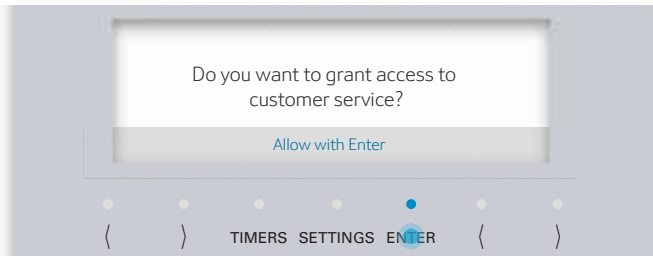 Do you want to grant access to
customer service?
Allow with Enter
⟨ ⟩ TIMERS SETTINGS ENTER ⟨ ⟩